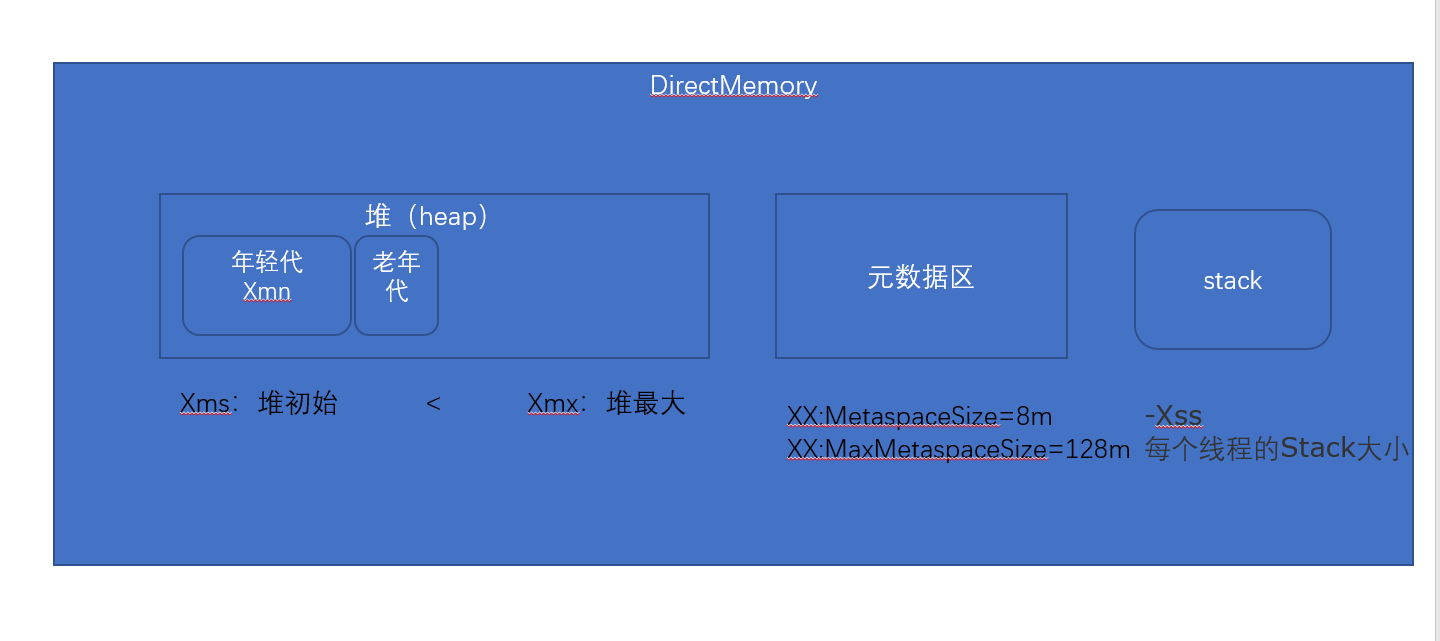 DirectMemory
堆（heap）
年轻代
Xmn
老年
代
元数据区
stack
Xms：堆初始 < Xmx：堆最大
XX:MetaspaceSize=8m
XX:MaxMetaspaceSize=128m
-Xss
每个线程的Stack大小